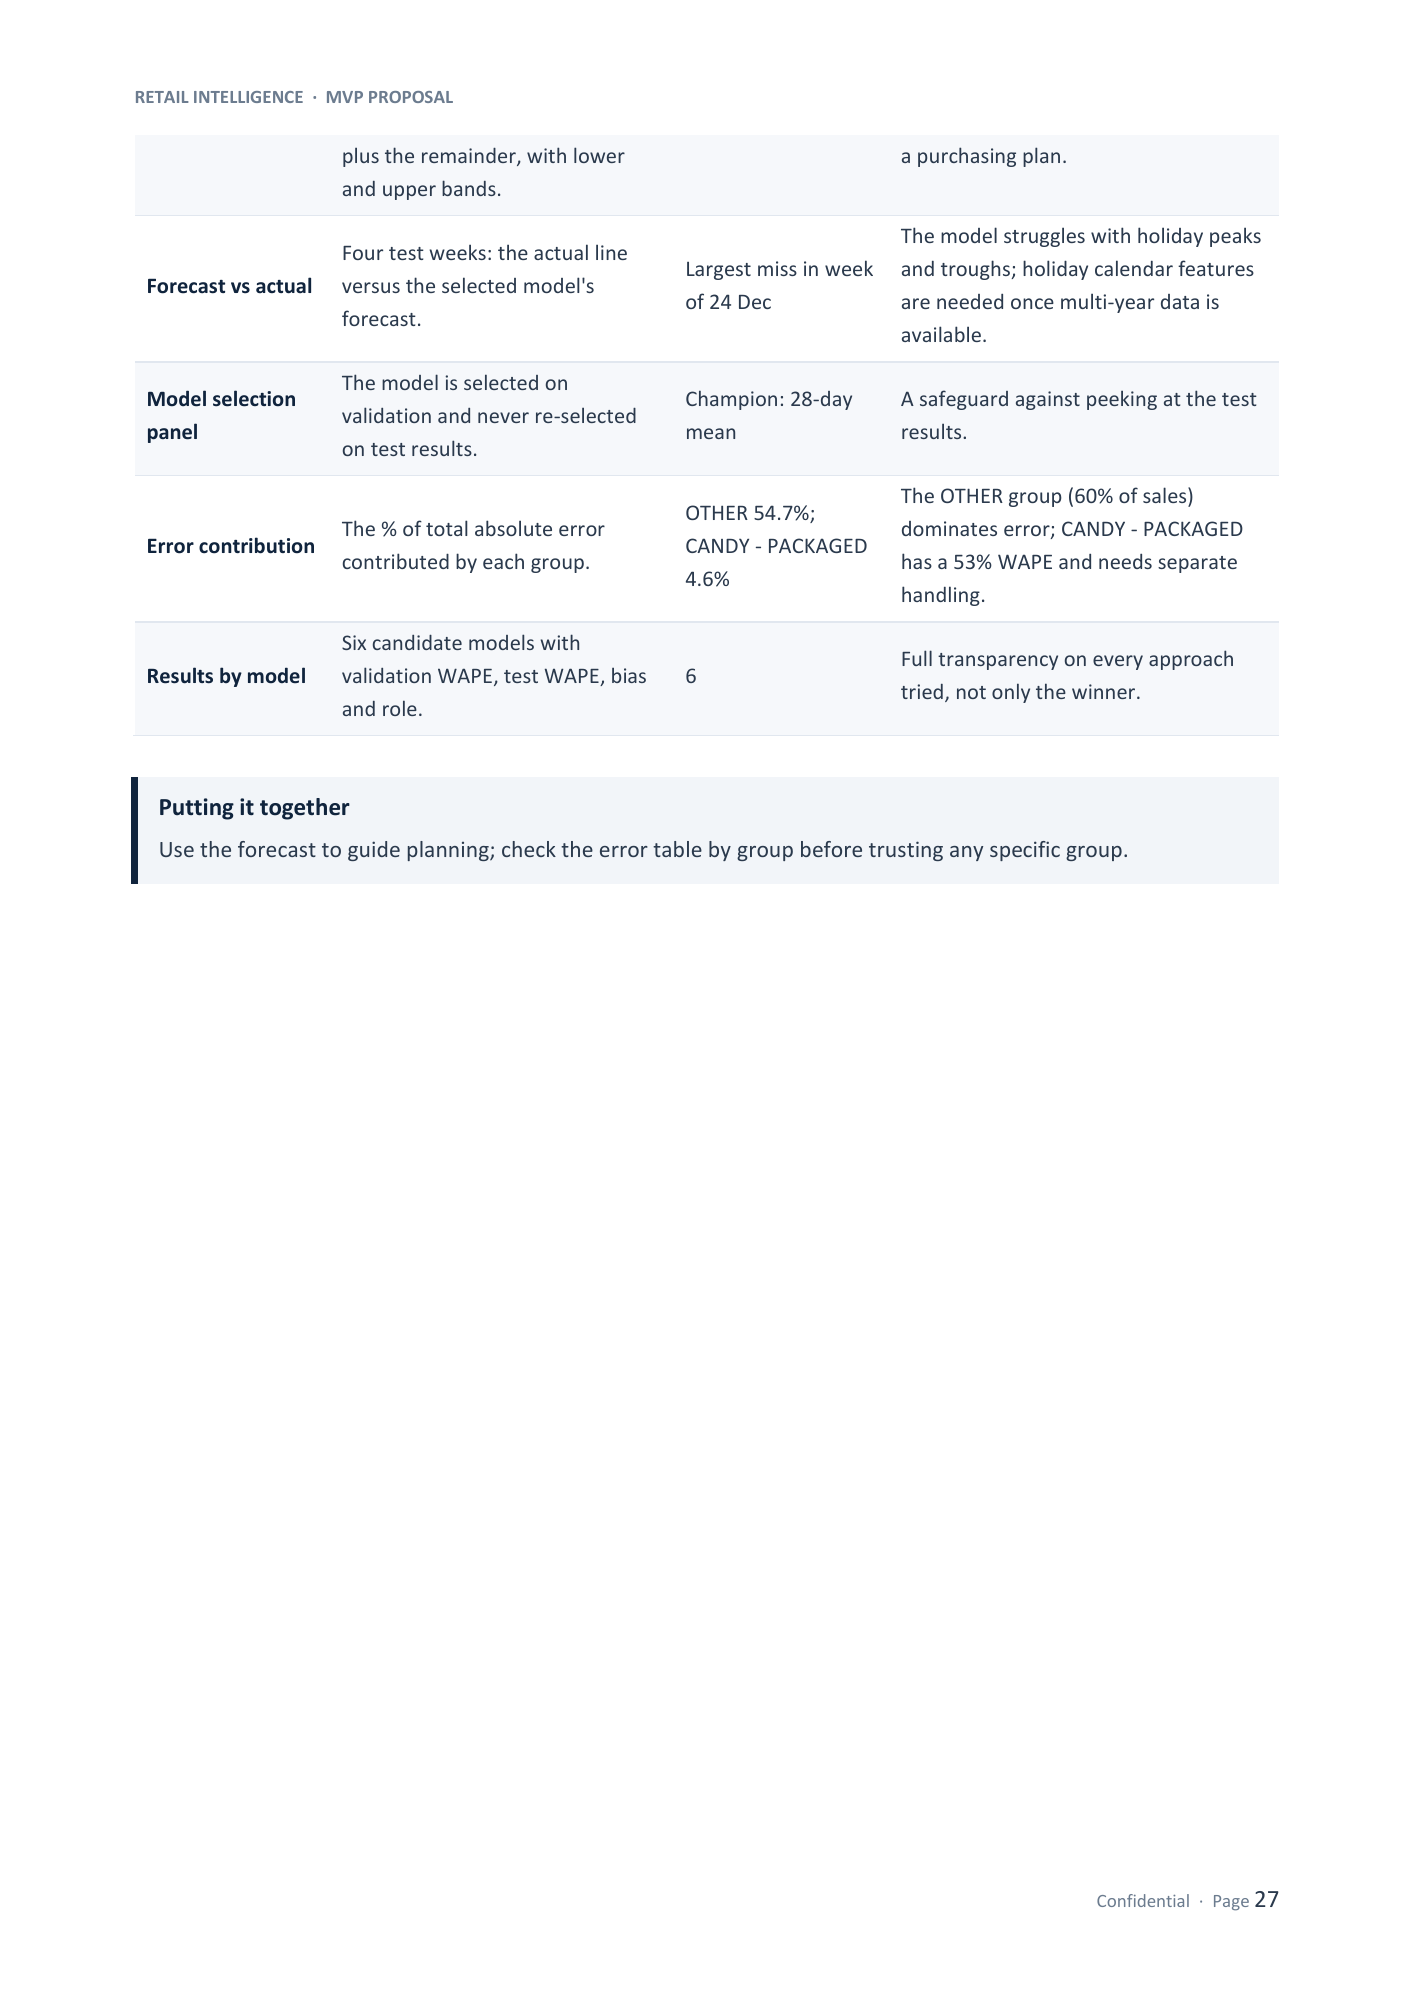 RETAIL INTELLIGENCE · MVP PROPOSAL
plus the remainder, with lower
and upper bands.
a purchasing plan.
Forecast vs actual
Four test weeks: the actual line
versus the selected model's
forecast.
Largest miss in week
of 24 Dec
The model struggles with holiday peaks
and troughs; holiday calendar features
are needed once multi-year data is
available.
Model selection
panel
The model is selected on
validation and never re-selected
on test results.
Champion: 28-day
mean
A safeguard against peeking at the test
results.
Error contribution
The % of total absolute error
contributed by each group.
OTHER 54.7%;
CANDY - PACKAGED
4.6%
The OTHER group (60% of sales)
dominates error; CANDY - PACKAGED
has a 53% WAPE and needs separate
handling.
Results by model
Six candidate models with
validation WAPE, test WAPE, bias
and role.
6
Full transparency on every approach
tried, not only the winner.
Putting it together
Use the forecast to guide planning; check the error table by group before trusting any specific group.
Confidential · Page 27